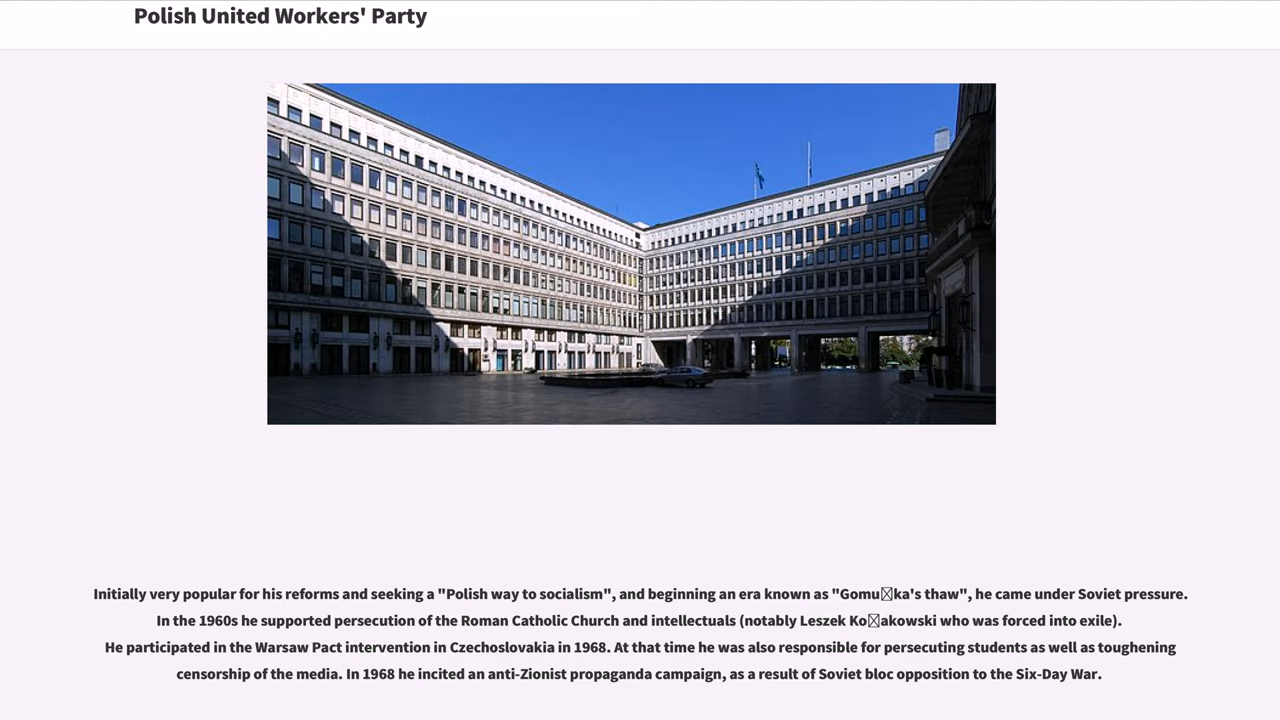 Polish United Workers' Party
Initially very popular for his reforms and seeking a "Polish way to socialism", and beginning an era known as "Gomu□ka's thaw", he came under Soviet pressure.
In the 1960s he supported persecution of the Roman Catholic Church and intellectuals (notably Leszek Ko□akowski who was forced into exile).
He participated in the Warsaw Pact intervention in Czechoslovakia in 1968. At that time he was also responsible for persecuting students as well as toughening
censorship of the media. In 1968 he incited an anti-Zionist propaganda campaign, as a result of Soviet bloc opposition to the Six-Day War.